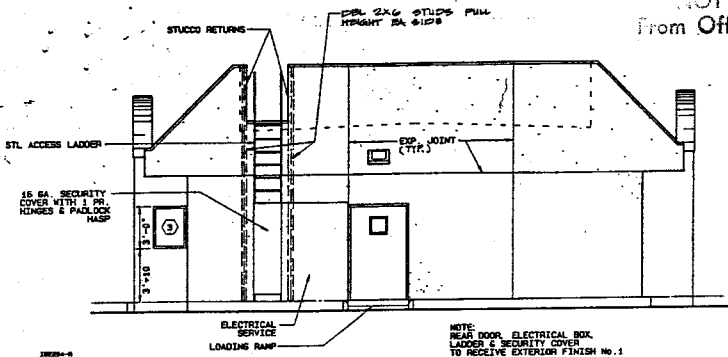 From Off
STUCCO RETURNS
DBL 2X6 STUDS FULL
HEIGHT EA SIDE
STL ACCESS LADDER
EXP. JOINT
(TYP.)
16 GA. SECURITY
COVER WITH 1 PR.
HINGES & PADLOCK
HASP
3
3'-0"
3'-10
ELECTRICAL
SERVICE
LOADING RAMP
NOTE:
REAR DOOR, ELECTRICAL BOX,
LADDER & SECURITY COVER
TO RECEIVE EXTERIOR FINISH No.1